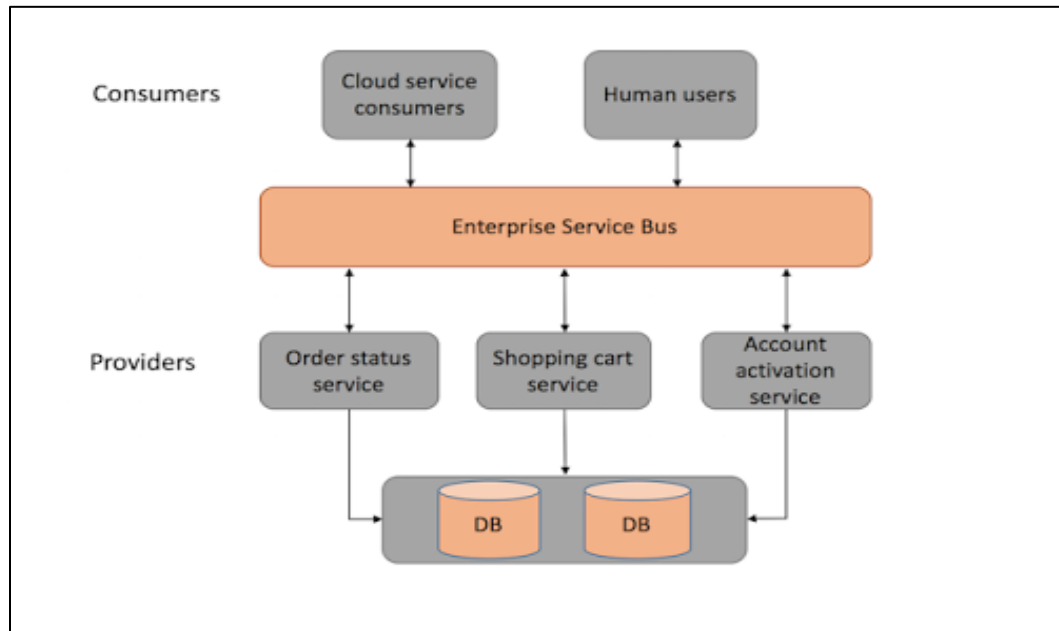 Consumers
Cloud service
consumers
Human users
Enterprise Service Bus
Providers
Order status
service
Shopping cart
service
Account
activation
service
DB
DB